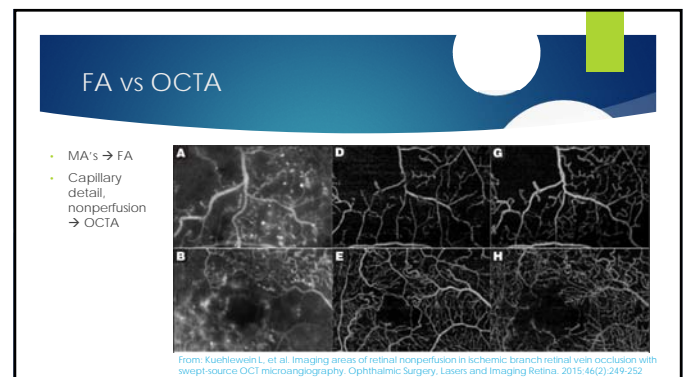 FA vs OCTA
• MA's → FA
• Capillary
detail,
nonperfusion
→ OCTA
A
D
G
B
E
H
From: Kuehlewein L, et al. Imaging areas of retinal nonperfusion in ischemic branch retinal vein occlusion with
swept-source OCT microangiography. Ophthalmic Surgery, Lasers and Imaging Retina. 2015;46(2):249-252